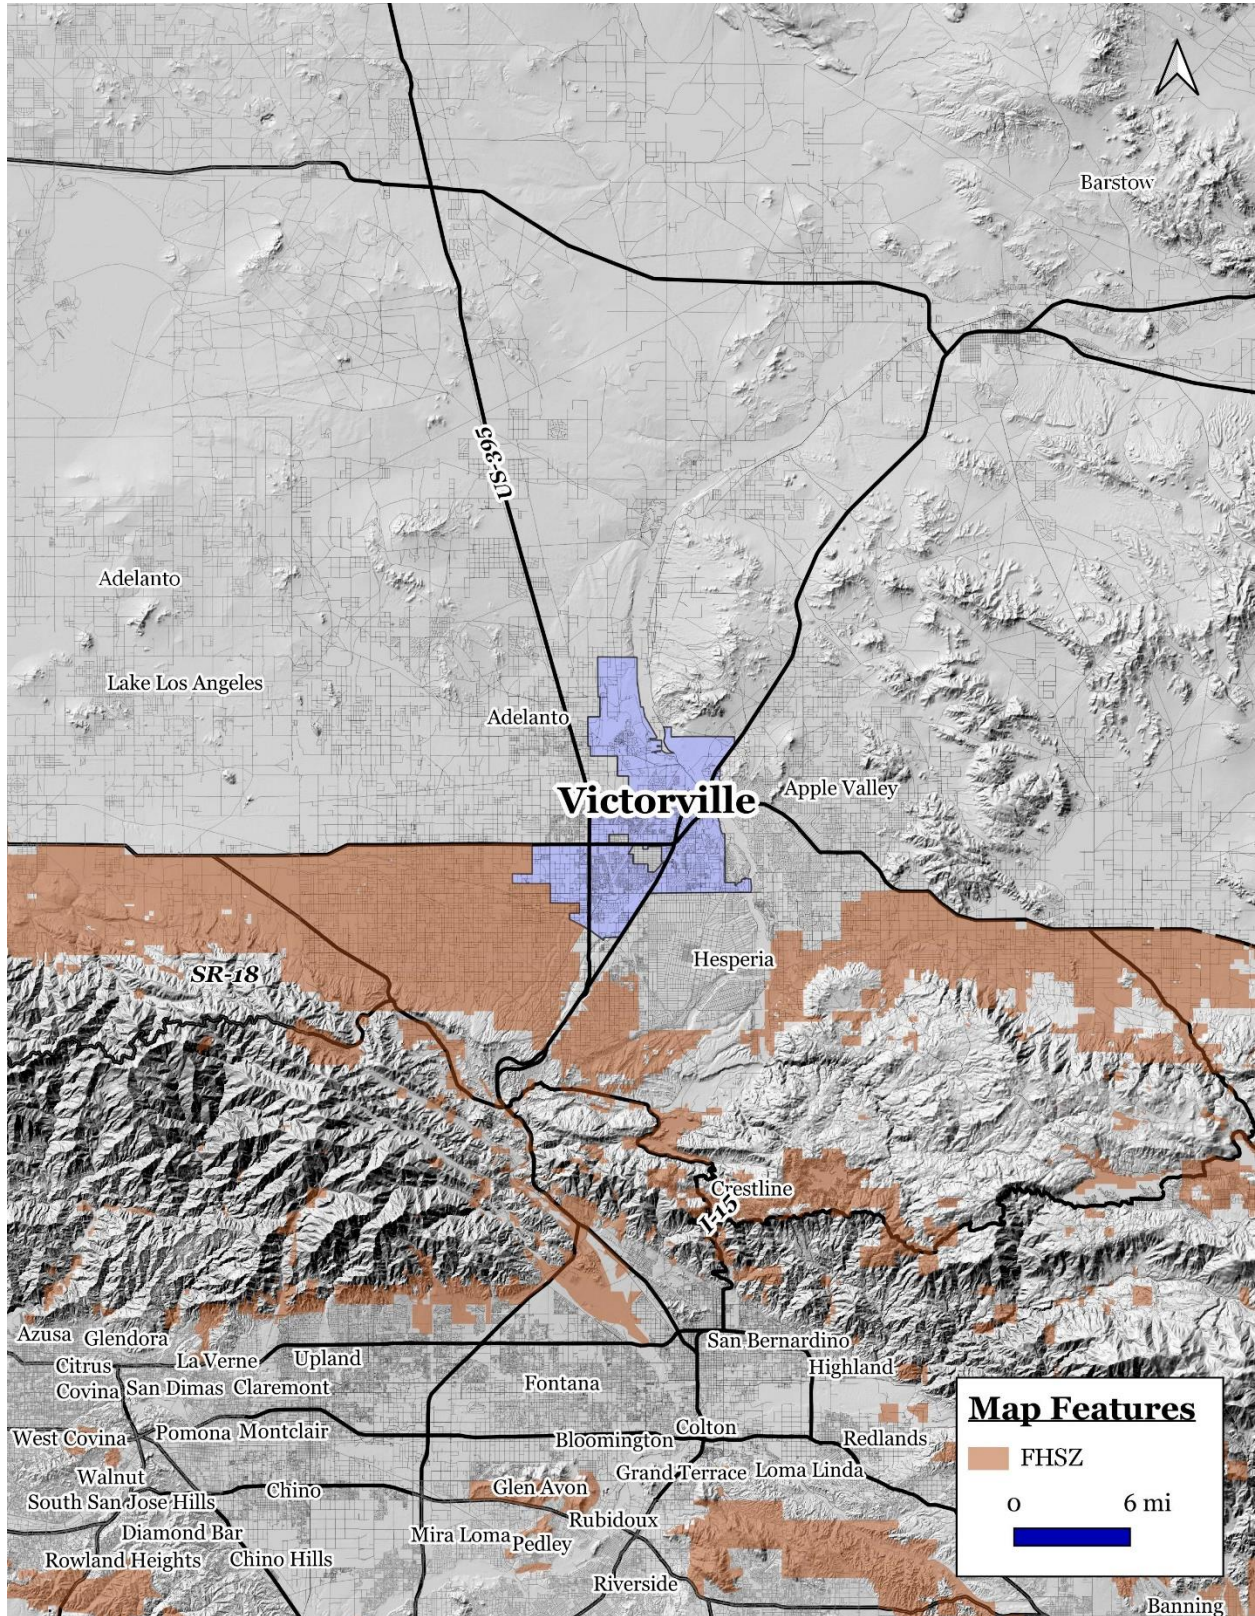 Barstow
US-395
Adelanto
Lake Los Angeles
Adelanto
Victorville
Apple Valley
Hesperia
SR-18
Crestline
I-15
Azusa
Glendora
San Bernardino
Citrus
La Verne
Upland
Highland
Covina
San Dimas
Claremont
Fontana
West Covina
Pomona
Montclair
Bloomington
Colton
Redlands
Walnut
South San Jose Hills
Chino
Glen Avon
Grand Terrace
Loma Linda
Diamond Bar
Mira Loma
Pedley
Rubidoux
Rowland Heights
Chino Hills
Riverside
Banning
Map Features
FHSZ
0 6 mi